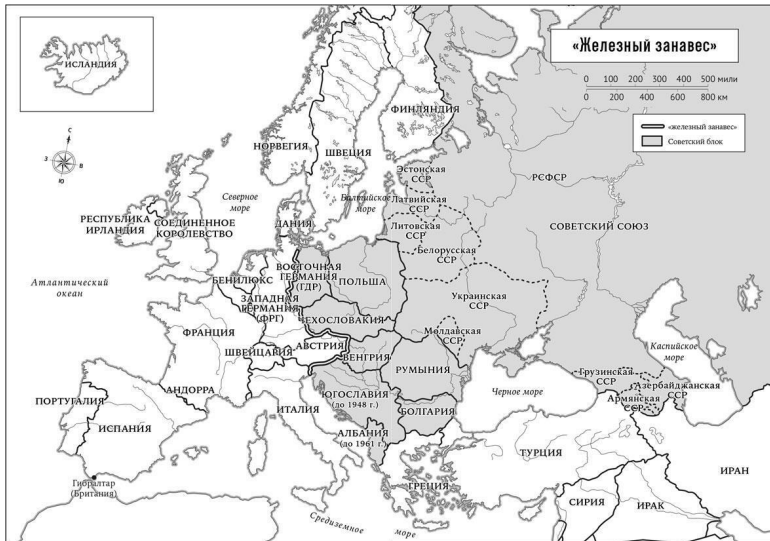 «Железный занавес»
0 100 200 300 400 500 мили
0 200 400 600 800 км
«железный занавес»
Советский блок
ИСЛАНДИЯ
С
З
В
Ю
НОРВЕГИЯ
ШВЕЦИЯ
ФИНЛЯНДИЯ
Северное
море
Балтийское
море
Эстонская
ССР
Латвийская
ССР
Литовская
ССР
Белорусская
ССР
РСФСР
СОВЕТСКИЙ СОЮЗ
РЕСПУБЛИКА
ИРЛАНДИЯ
СОЕДИНЕННОЕ
КОРОЛЕВСТВО
ДАНИЯ
Атлантический
океан
БЕНИЛЮКС
ВОСТОЧНАЯ
ГЕРМАНИЯ
(ГДР)
ПОЛЬША
ЗАПАДНАЯ
ГЕРМАНИЯ
(ФРГ)
ЧЕХОСЛОВАКИЯ
Украинская
ССР
Молдавская
ССР
ФРАНЦИЯ
ШВЕЙЦАРИЯ
АВСТРИЯ
ВЕНГРИЯ
РУМЫНИЯ
Каспийское
море
Грузинская
ССР
Азербайджанская
ССР
Армянская
ССР
АНДОРРА
ПОРТУГАЛИЯ
ИСПАНИЯ
ИТАЛИЯ
ЮГОСЛАВИЯ
(до 1948 г.)
БОЛГАРИЯ
Черное море
АЛБАНИЯ
(до 1961 г.)
ГРЕЦИЯ
ТУРЦИЯ
СИРИЯ
ИРАК
ИРАН
Гибралтар
(Британия)
Средиземное море